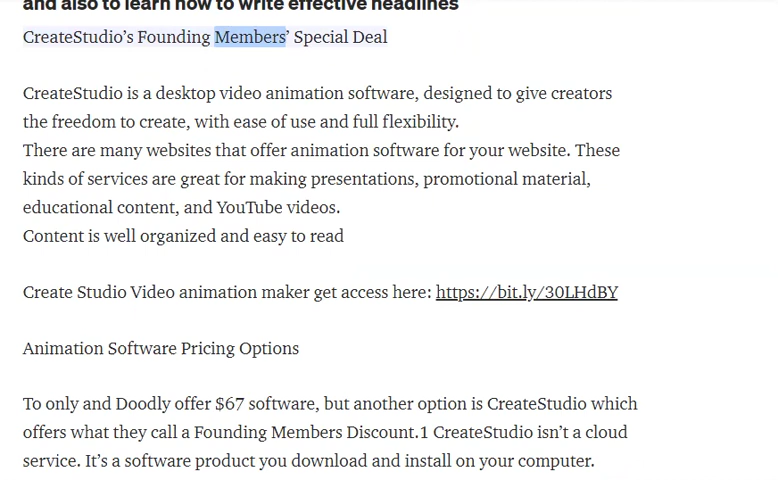 and also to learn how to write effective headlines
CreateStudio’s Founding Members’ Special Deal
CreateStudio is a desktop video animation software, designed to give creators
the freedom to create, with ease of use and full flexibility.
There are many websites that offer animation software for your website. These
kinds of services are great for making presentations, promotional material,
educational content, and YouTube videos.
Content is well organized and easy to read
Create Studio Video animation maker get access here: https://bit.ly/30LHdBY
Animation Software Pricing Options
To only and Doodly offer $67 software, but another option is CreateStudio which
offers what they call a Founding Members Discount.1 CreateStudio isn’t a cloud
service. It’s a software product you download and install on your computer.